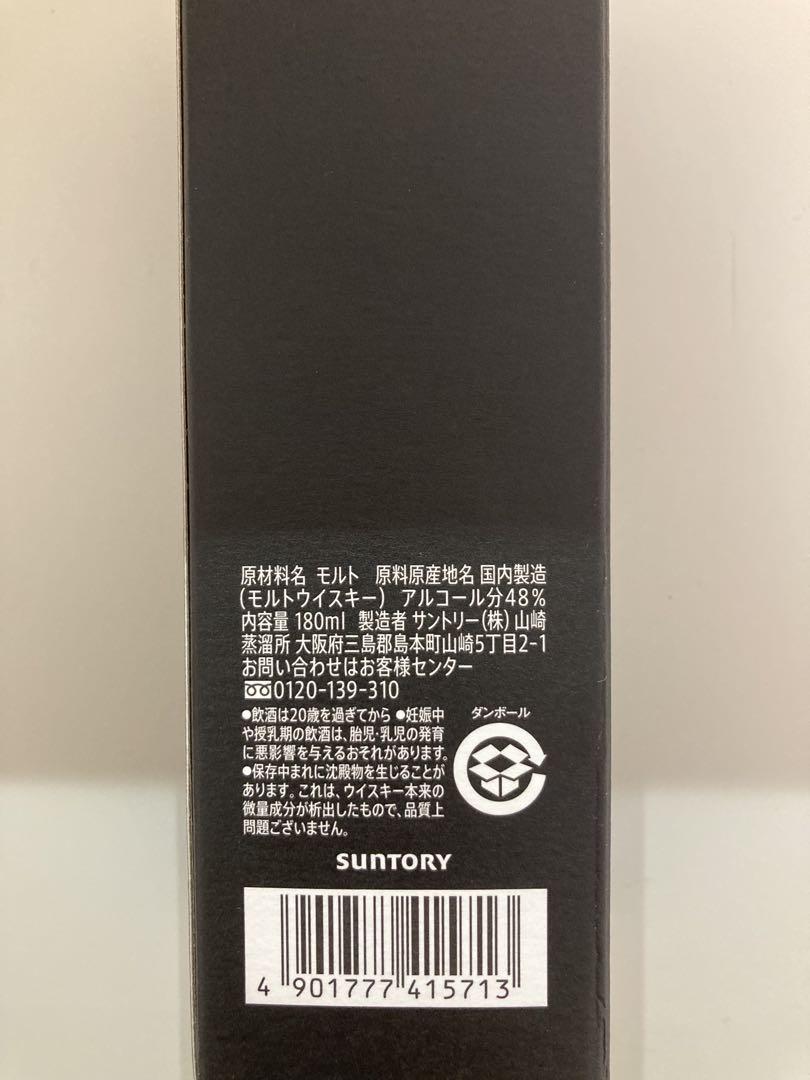 原材料名 モルト 原料原産地名 国内製造
(モルトウイスキー) アルコール分48%
内容量 180ml 製造者 サントリー(株) 山崎
蒸溜所 大阪府三島郡島本町山崎5丁目2-1
お問い合わせはお客様センター
0120-139-310
●飲酒は20歳を過ぎてから ●妊娠中
や授乳期の飲酒は、胎児・乳児の発育
に悪影響を与えるおそれがあります。
●保存中まれに沈殿物を生じることが
あります。これは、ウイスキー本来の
微量成分が析出したもので、品質上
問題ございません。
ダンボール
SUNTORY
4 901777 415713